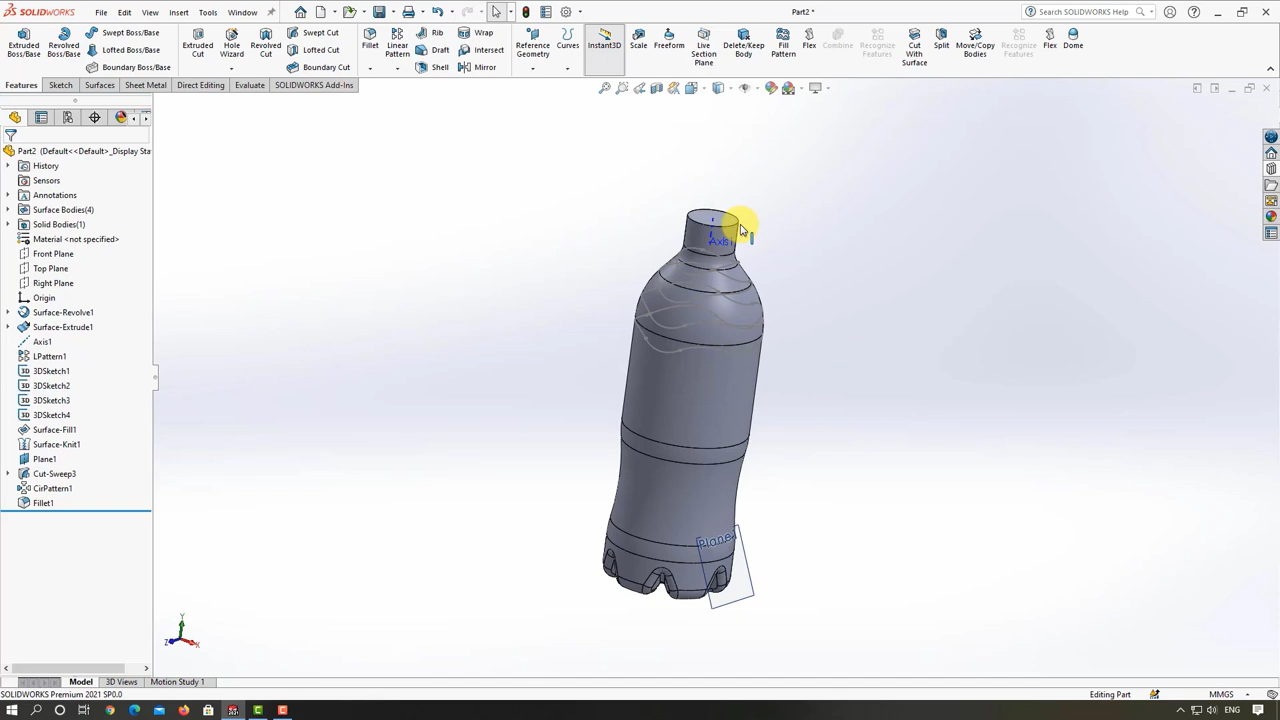 SOLIDWORKS File Edit View Insert Tools Window Part2 * Search SOLIDWORKS Help
Extruded Boss/Base Revolved Boss/Base Swept Boss/Base Extruded Cut Hole Wizard Revolved Cut Swept Cut Fillet Linear Pattern Rib Wrap Reference Geometry Curves Instant3D Scale Freeform Live Section Plane Delete/Keep Body Fill Pattern Flex Combine Recognize Features Cut With Surface Split Move/Copy Bodies Recognize Features Flex Dome
Lofted Boss/Base Lofted Cut Draft Intersect
Boundary Boss/Base Boundary Cut Shell Mirror
Features Sketch Surfaces Sheet Metal Direct Editing Evaluate SOLIDWORKS Add-Ins
Part2 (Default<<Default>_Display Sta
History
Sensors
Annotations
Surface Bodies(4)
Solid Bodies(1)
Material <not specified>
Front Plane
Top Plane
Right Plane
Origin
Surface-Revolve1
Surface-Extrude1
Axis1
LPattern1
3D 3DSketch1
3D 3DSketch2
3D 3DSketch3
3D 3DSketch4
Surface-Fill1
Surface-Knit1
Plane1
Cut-Sweep3
CirPattern1
Fillet1
Axis1
Plane1
Y
Z
X
Model 3D Views Motion Study 1
SOLIDWORKS Premium 2021 SP0.0 Editing Part MMGS
ENG